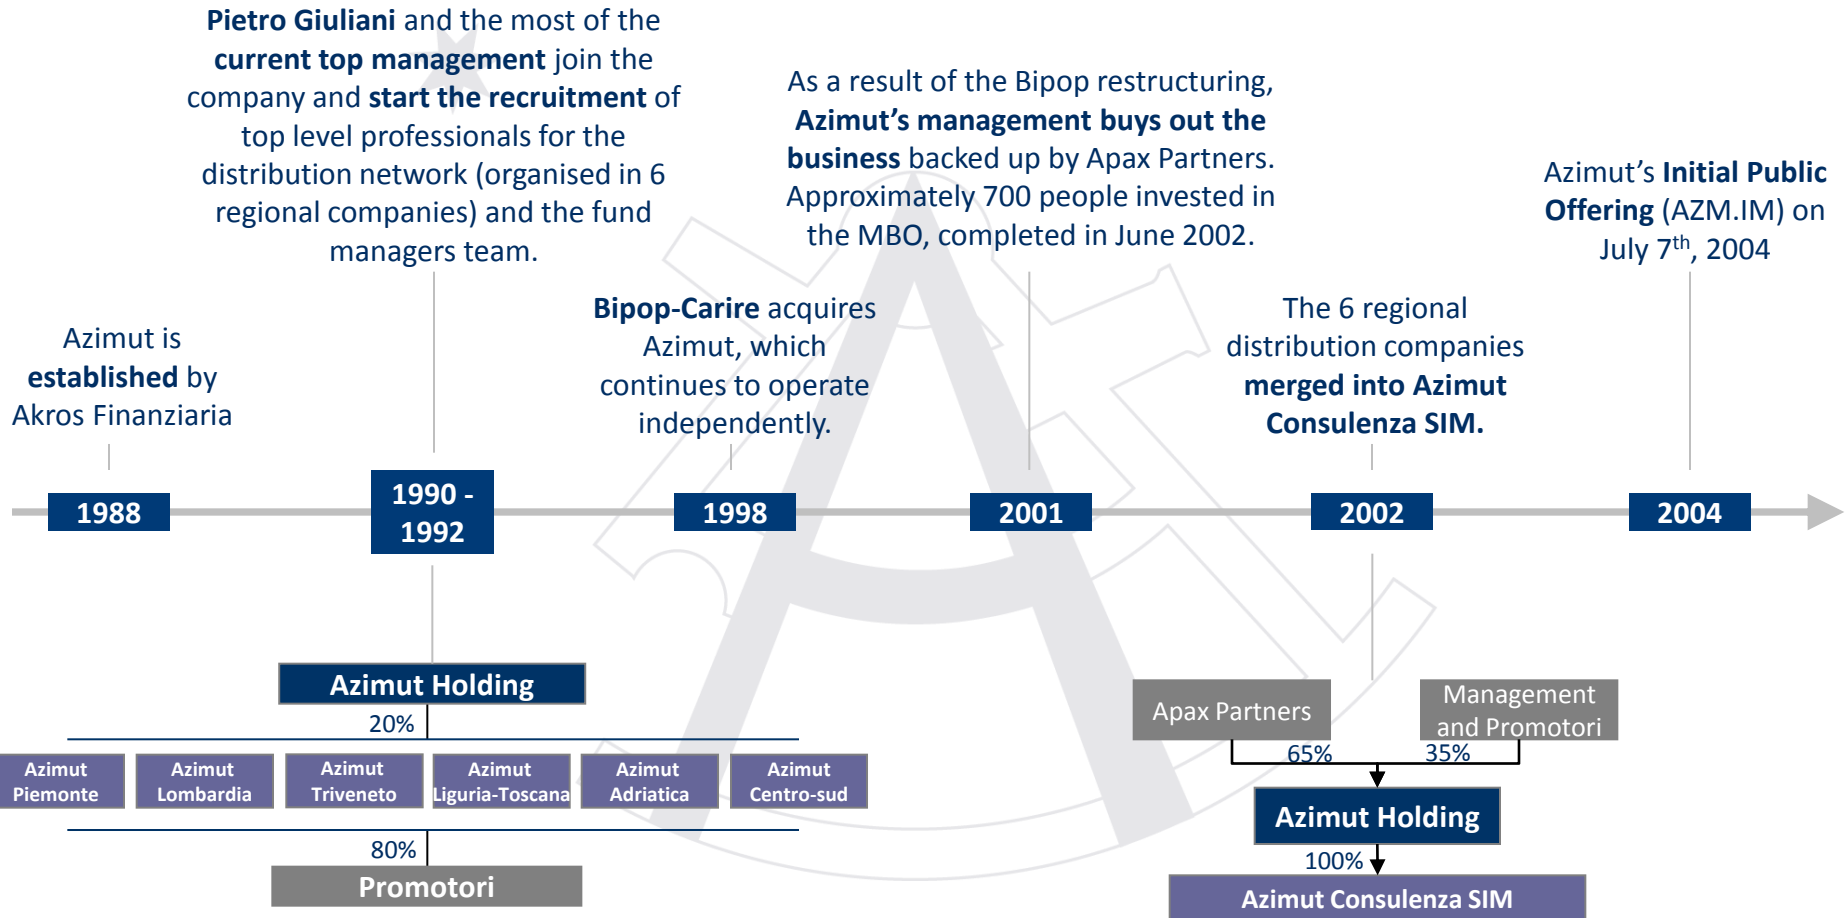 Pietro Giuliani and the most of the
current top management join the
company and start the recruitment of
top level professionals for the
distribution network (organised in 6
regional companies) and the fund
managers team.
As a result of the Bipop restructuring,
Azimut’s management buys out the
business backed up by Apax Partners.
Approximately 700 people invested in
the MBO, completed in June 2002.
Azimut’s Initial Public
Offering (AZM.IM) on
July 7th, 2004
Azimut is
established by
Akros Finanziaria
Bipop-Carire acquires
Azimut, which
continues to operate
independently.
The 6 regional
distribution companies
merged into Azimut
Consulenza SIM.
1988
1990 -
1992
1998
2001
2002
2004
Azimut Holding
20%
Azimut
Piemonte
Azimut
Lombardia
Azimut
Triveneto
Azimut
Liguria-Toscana
Azimut
Adriatica
Azimut
Centro-sud
80%
Promotori
Apax Partners
Management
and Promotori
65%
35%
Azimut Holding
100%
Azimut Consulenza SIM